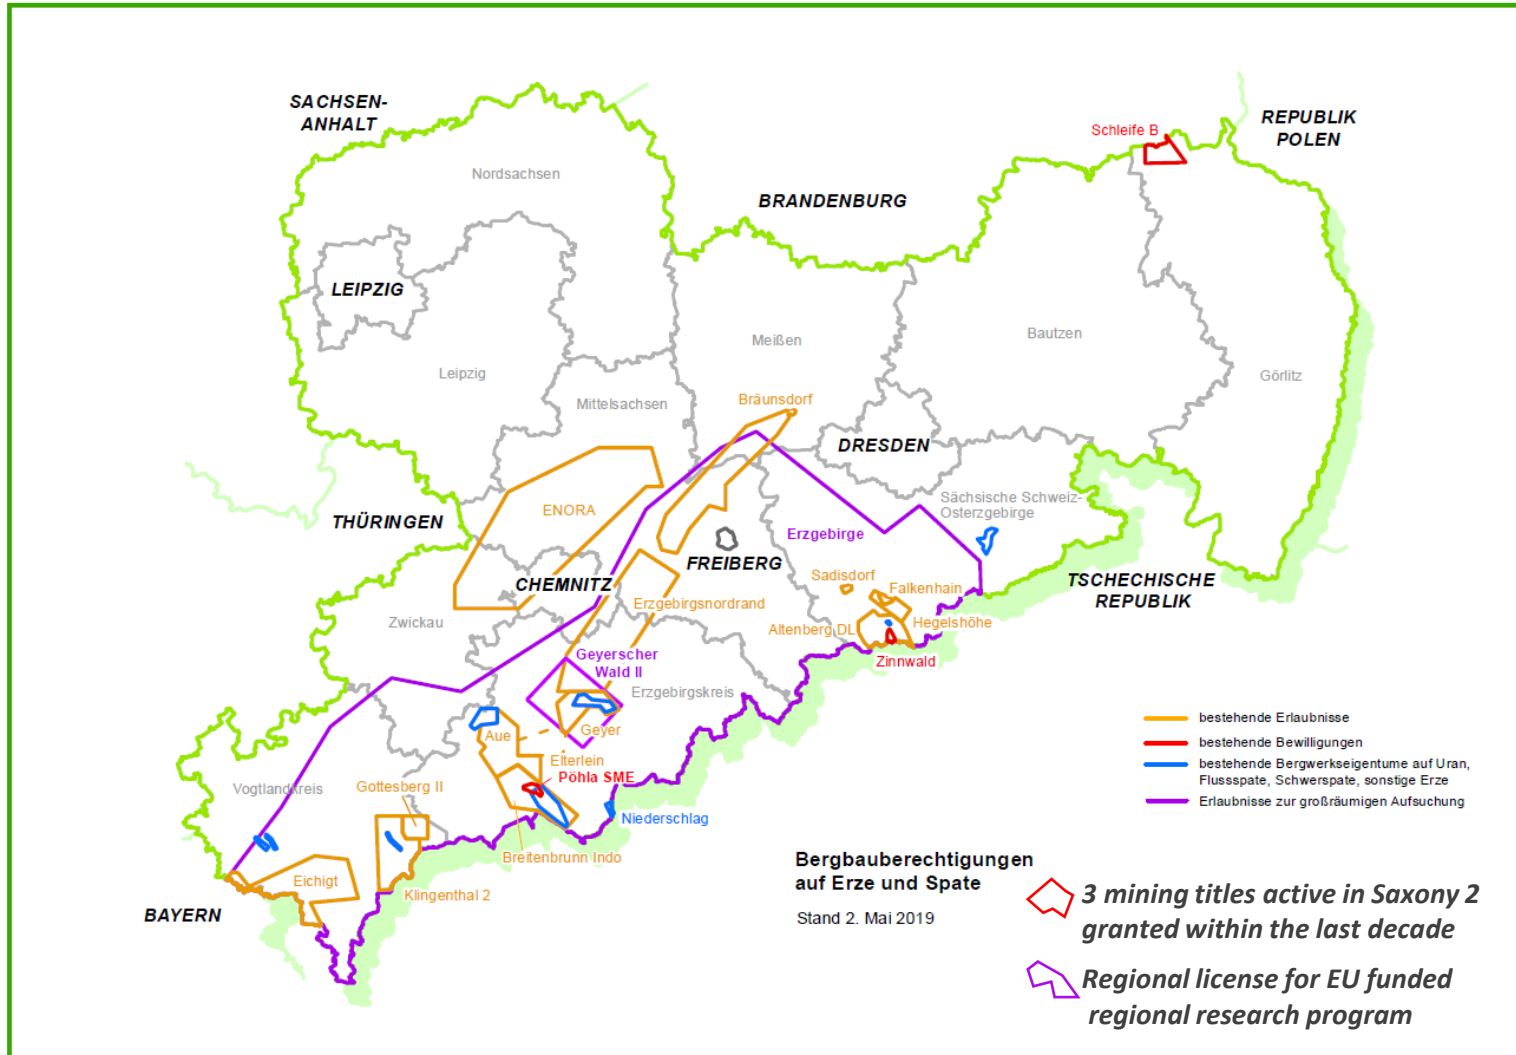 SACHSEN-
ANHALT
Schleife B
REPUBLIK
POLEN
Nordsachsen
BRANDENBURG
LEIPZIG
Meißen
Bautzen
Leipzig
Görlitz
Mittelsachsen
Bräunsdorf
DRESDEN
Sächsische Schweiz-
Osterzgebirge
ENORA
THÜRINGEN
Erzgebirge
FREIBERG
CHEMNITZ
Sadisdorf
TSCHECHISCHE
REPUBLIK
Falkenhain
Erzgebirgsnordrand
Zwickau
Hegelshöhe
Altenberg DL
Geyerscher
Wald II
Zinnwald
Erzgebirgskreis
Geyer
Aue
Elterlein
Pöhla SME
Vogtlandkreis
Gottesberg II
Niederschlag
Breitenbrunn Indo
Eichigt
Klingenthal 2
BAYERN
bestehende Erlaubnisse
bestehende Bewilligungen
bestehende Bergwerkseigentume auf Uran,
Flussspate, Schwerspate, sonstige Erze
Erlaubnisse zur großräumigen Aufsuchung
Bergbauberechtigungen
auf Erze und Spate
Stand 2. Mai 2019
3 mining titles active in Saxony 2
granted within the last decade
Regional license for EU funded
regional research program